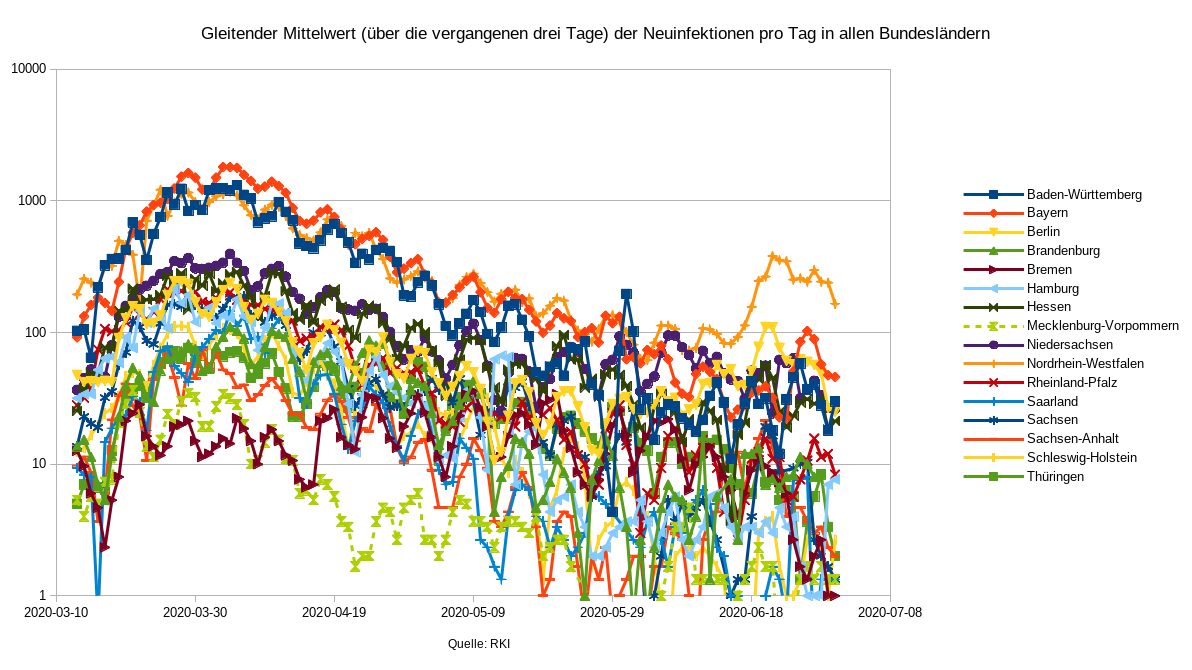 Gleitender Mittelwert (über die vergangenen drei Tage) der Neuinfektionen pro Tag in allen Bundesländern
10000
1000
100
10
1
2020-03-10
2020-03-30
2020-04-19
2020-05-09
2020-05-29
2020-06-18
2020-07-08
Baden-Württemberg
Bayern
Berlin
Brandenburg
Bremen
Hamburg
Hessen
Mecklenburg-Vorpommern
Niedersachsen
Nordrhein-Westfalen
Rheinland-Pfalz
Saarland
Sachsen
Sachsen-Anhalt
Schleswig-Holstein
Thüringen
Quelle: RKI